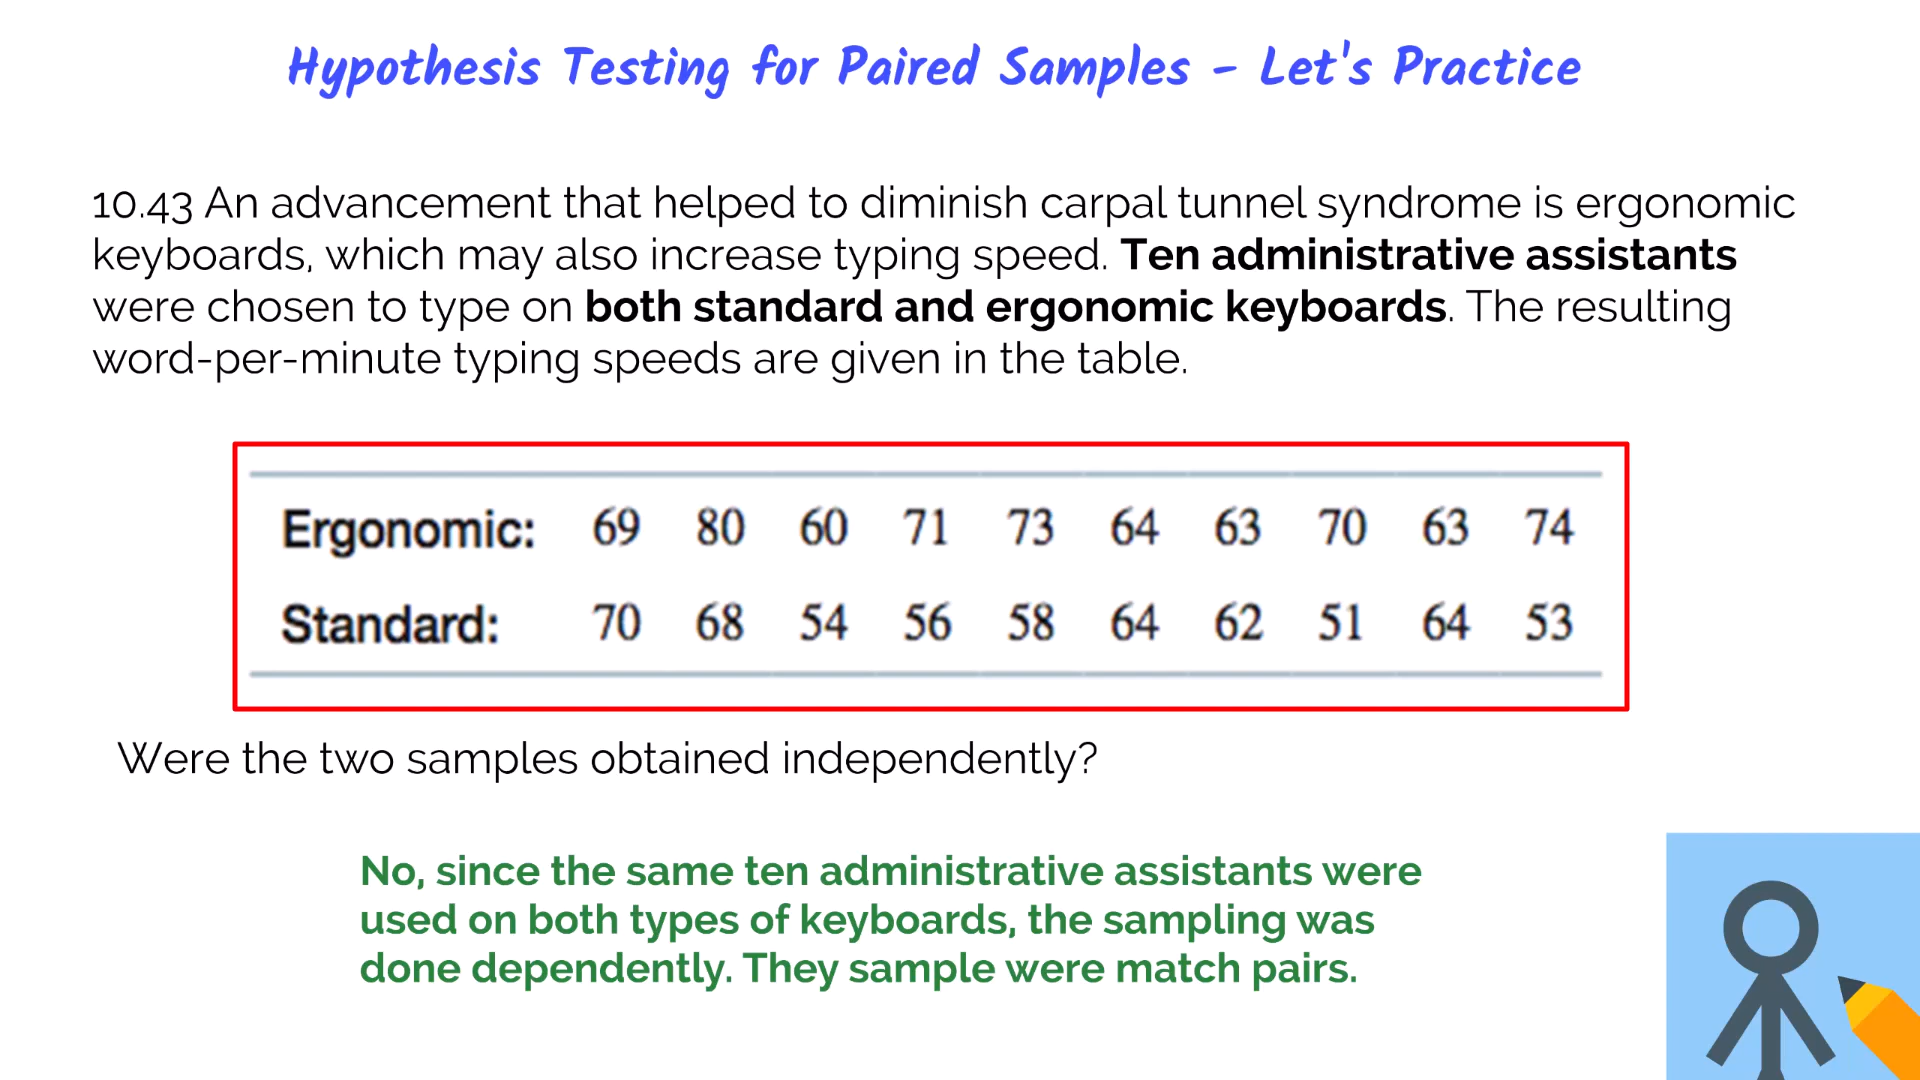 Hypothesis Testing for Paired Samples - Let's Practice
10.43 An advancement that helped to diminish carpal tunnel syndrome is ergonomic
keyboards, which may also increase typing speed. Ten administrative assistants
were chosen to type on both standard and ergonomic keyboards. The resulting
word-per-minute typing speeds are given in the table.
Ergonomic: 69 80 60 71 73 64 63 70 63 74
Standard: 70 68 54 56 58 64 62 51 64 53
Were the two samples obtained independently?
No, since the same ten administrative assistants were
used on both types of keyboards, the sampling was
done dependently. They sample were match pairs.